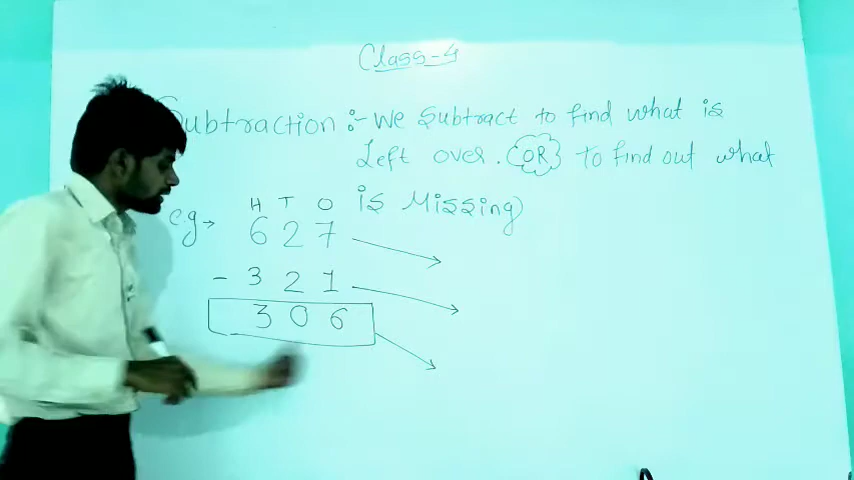 Class-4
Subtraction :- We Subtract to find what is
Left over. (OR) to find out what
is Missing
H T O
e.g → 6 2 7
- 3 2 1
3 0 6